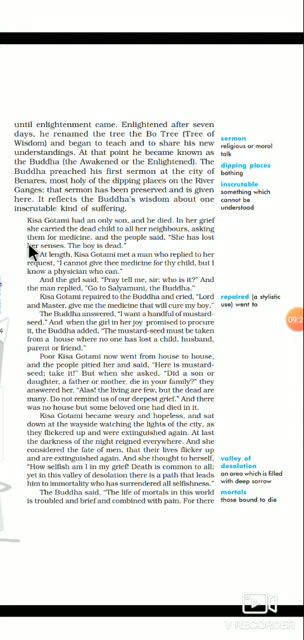 until enlightenment came. Enlightened after seven
days, he renamed the tree the Bo Tree (Tree of
Wisdom) and began to teach and to share his new
understandings. At that point he became known as
the Buddha (the Awakened or the Enlightened). The
Buddha preached his first sermon at the city of
Benares, most holy of the dipping places on the River
Ganges; that sermon has been preserved and is given
here. It reflects the Buddha's wisdom about one
inscrutable kind of suffering.
sermon
religious or moral
talk
dipping places
bathing
inscrutable
something which
cannot be
understood
Kisa Gotami had an only son, and he died. In her grief
she carried the dead child to all her neighbours, asking
them for medicine, and the people said, "She has lost
her senses. The boy is dead."
At length, Kisa Gotami met a man who replied to her
request, "I cannot give thee medicine for thy child, but I
know a physician who can."
And the girl said, "Pray tell me, sir; who is it?" And
the man replied, "Go to Sakyamuni, the Buddha."
Kisa Gotami repaired to the Buddha and cried, "Lord
and Master, give me the medicine that will cure my boy."
The Buddha answered, "I want a handful of mustard-
seed." And when the girl in her joy promised to procure
it, the Buddha added, "The mustard-seed must be taken
from a house where no one has lost a child, husband,
parent or friend."
Poor Kisa Gotami now went from house to house,
and the people pitied her and said, "Here is mustard-
seed; take it!" But when she asked, "Did a son or
daughter, a father or mother, die in your family?" they
answered her, "Alas! the living are few, but the dead are
many. Do not remind us of our deepest grief." And there
was no house but some beloved one had died in it.
Kisa Gotami became weary and hopeless, and sat
down at the wayside watching the lights of the city, as
they flickered up and were extinguished again. At last
the darkness of the night reigned everywhere. And she
considered the fate of men, that their lives flicker up
and are extinguished again. And she thought to herself,
"How selfish am I in my grief! Death is common to all;
yet in this valley of desolation there is a path that leads
him to immortality who has surrendered all selfishness."
The Buddha said, "The life of mortals in this world
is troubled and brief and combined with pain. For there
repaired (a stylistic
use) went to
valley of
desolation
an area which is filled
with deep sorrow
mortals
those bound to die
09:2
VRECORDER